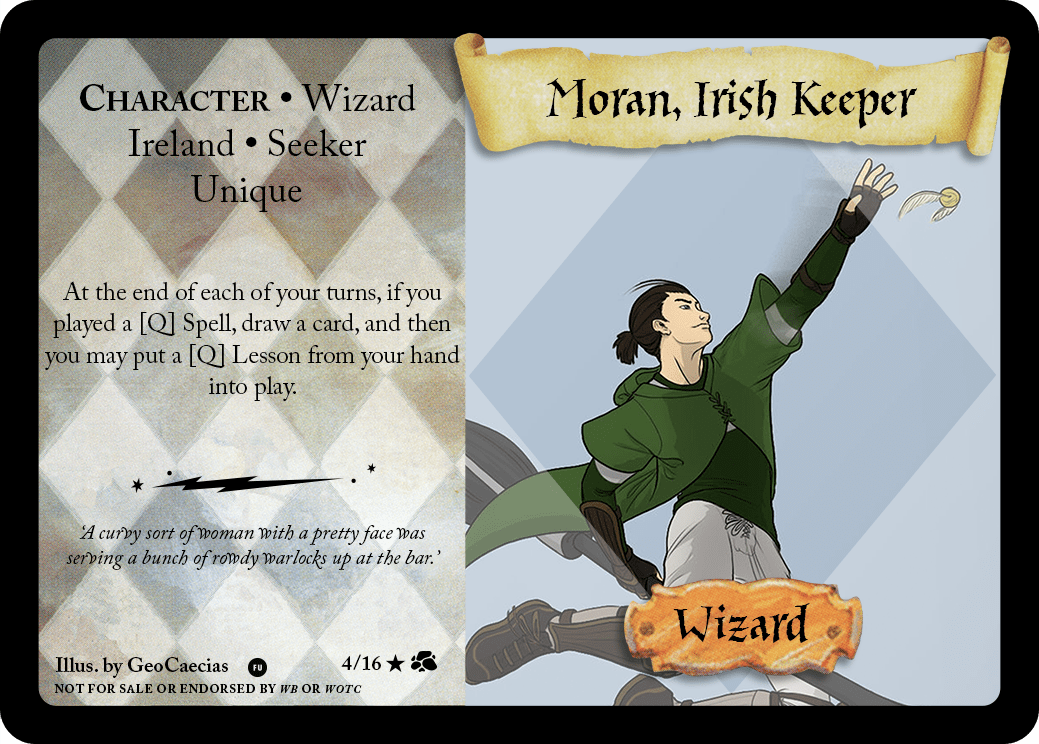 CHARACTER • Wizard
Ireland • Seeker
Unique
Moran, Irish Keeper
At the end of each of your turns, if you
played a [Q] Spell, draw a card, and then
you may put a [Q] Lesson from your hand
into play.
‘A curvy sort of woman with a pretty face was
serving a bunch of rowdy warlocks up at the bar.’
Wizard
Illus. by GeoCaecias FU 4/16 ★
NOT FOR SALE OR ENDORSED BY WB OR WOTC